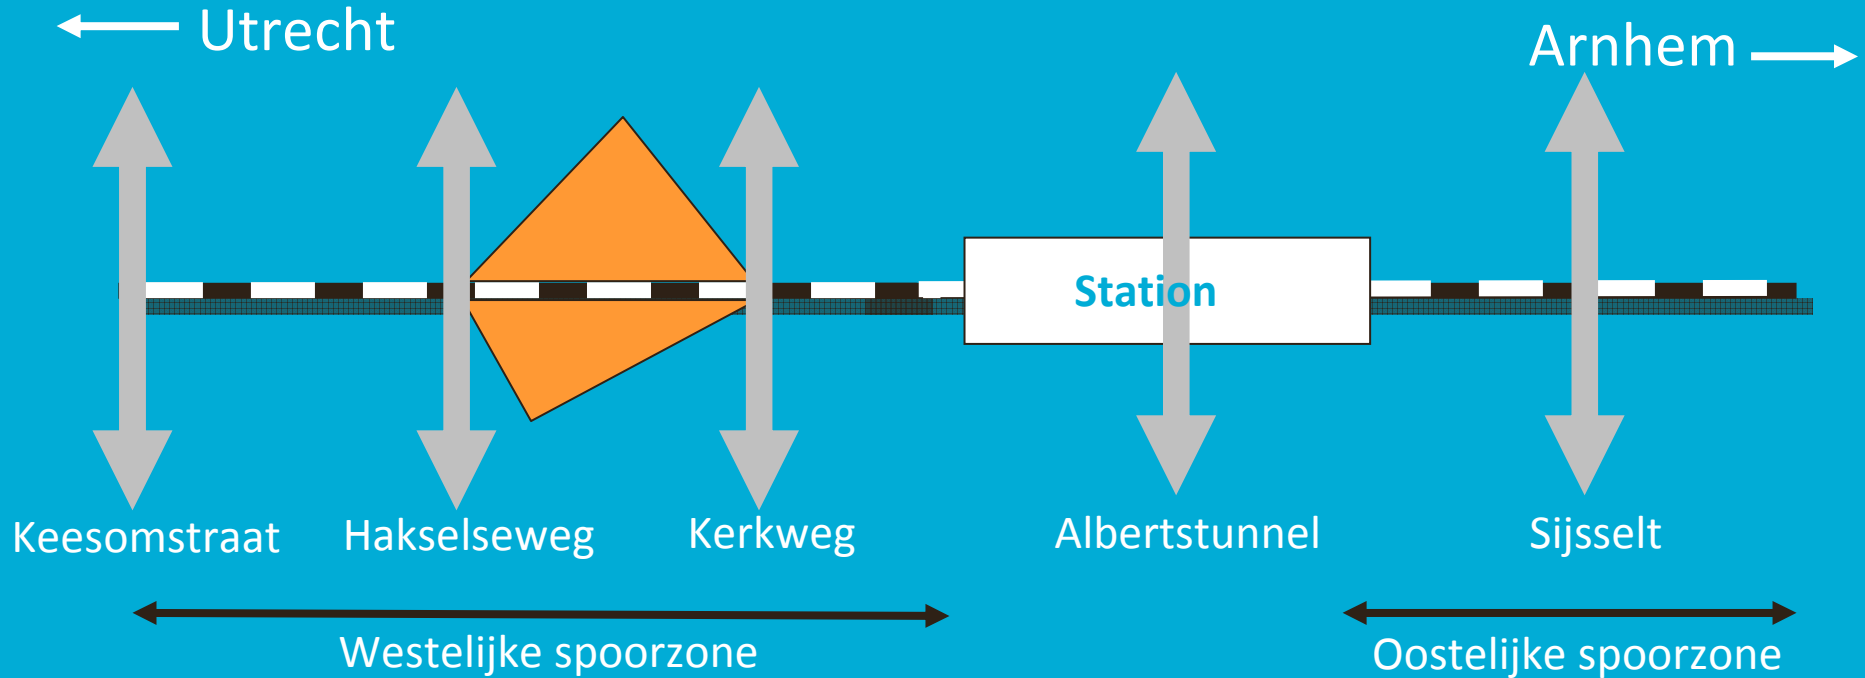 Utrecht
Arnhem
Station
Keesomstraat
Hakselseweg
Kerkweg
Albertstunnel
Sijsselt
Westelijke spoorzone
Oostelijke spoorzone